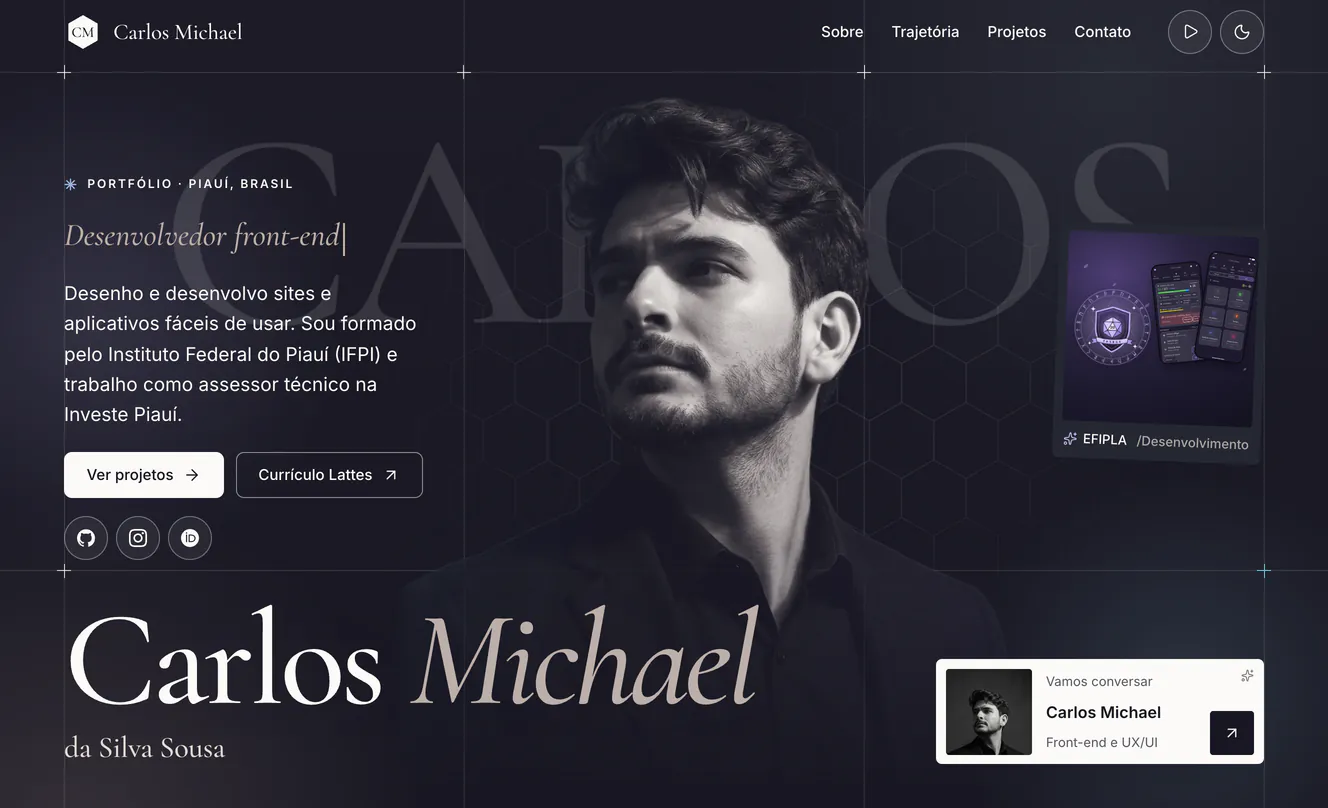 CM
Carlos Michael
Sobre
Trajetória
Projetos
Contato
CARLOS
PORTFÓLIO · PIAUÍ, BRASIL
Desenvolvedor front-end|
Desenho e desenvolvo sites e
aplicativos fáceis de usar. Sou formado
pelo Instituto Federal do Piauí (IFPI) e
trabalho como assessor técnico na
Investe Piauí.
Ver projetos
Currículo Lattes
iD
EFIPLA /Desenvolvimento
Carlos Michael
da Silva Sousa
Vamos conversar
Carlos Michael
Front-end e UX/UI